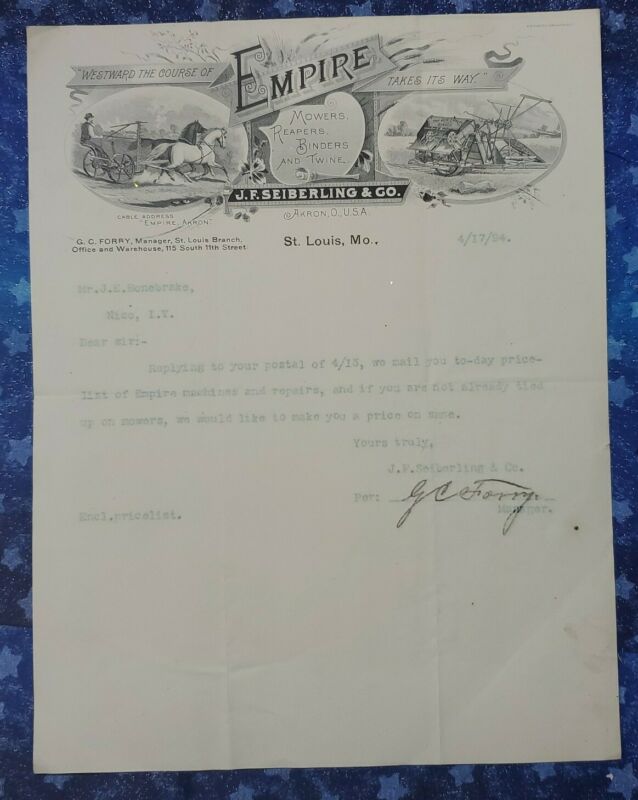 "WESTWARD THE COURSE OF
EMPIRE
TAKES ITS WAY."
MOWERS,
REAPERS,
BINDERS
AND TWINE.
J.F. SEIBERLING & CO.
AKRON, O., U.S.A.
CABLE ADDRESS
"EMPIRE, AKRON"
G. C. FORRY, Manager, St. Louis Branch.
Office and Warehouse, 115 South 11th Street
St. Louis, Mo.,
4/17/94.
Mr.J.E.Bonebrake,
Nico, I.T.
Dear sir:-
Replying to your postal of 4/15, we mail you to-day price-
list of Empire machines and repairs, and if you are not already tied
up on mowers, we would like to make you a price on same.
Yours truly,
J.F.Seiberling & Co.
Per: G C Forry.
Manager.
Encl.pricelist.